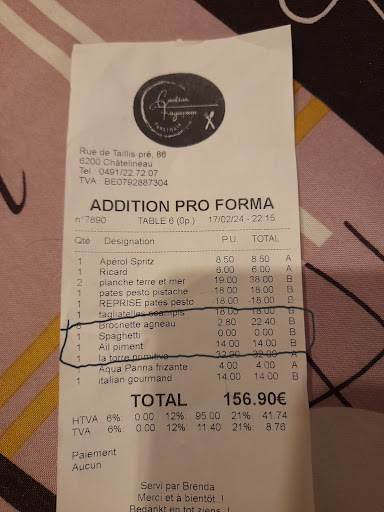 Rue de Taillis-pré, 86
6200 Châtelineau
Tel : 0491/22.72.07
TVA : BE0792887304
ADDITION PRO FORMA
n°7890 TABLE 6 (0p.) 17/02/24 - 22:15
Qté Désignation P.U. TOTAL
1 Apérol Spritz 8.50 8.50 A
1 Ricard 6.00 6.00 A
2 planche terre et mer 19.00 38.00 B
1 pates pesto pistache 18.00 18.00 B
1 REPRISE pates pesto -18.00 -18.00 B
1 tagliatelles scampis 18.00 18.00 B
8 Brochette agneau 2.80 22.40 B
1 Spaghetti 0.00 0.00 B
1 Ail piment 14.00 14.00 B
1 la torre primitivo 32.00 32.00 A
1 Aqua Panna frizante 4.00 4.00 A
1 italian gourmand 14.00 14.00 B
TOTAL 156.90€
HTVA 6% 0.00 12% 95.00 21% 41.74
TVA 6% 0.00 12% 11.40 21% 8.76
Paiement
Aucun
Servi par Brenda
Merci et à bientôt !
Bedankt en tot ziens !